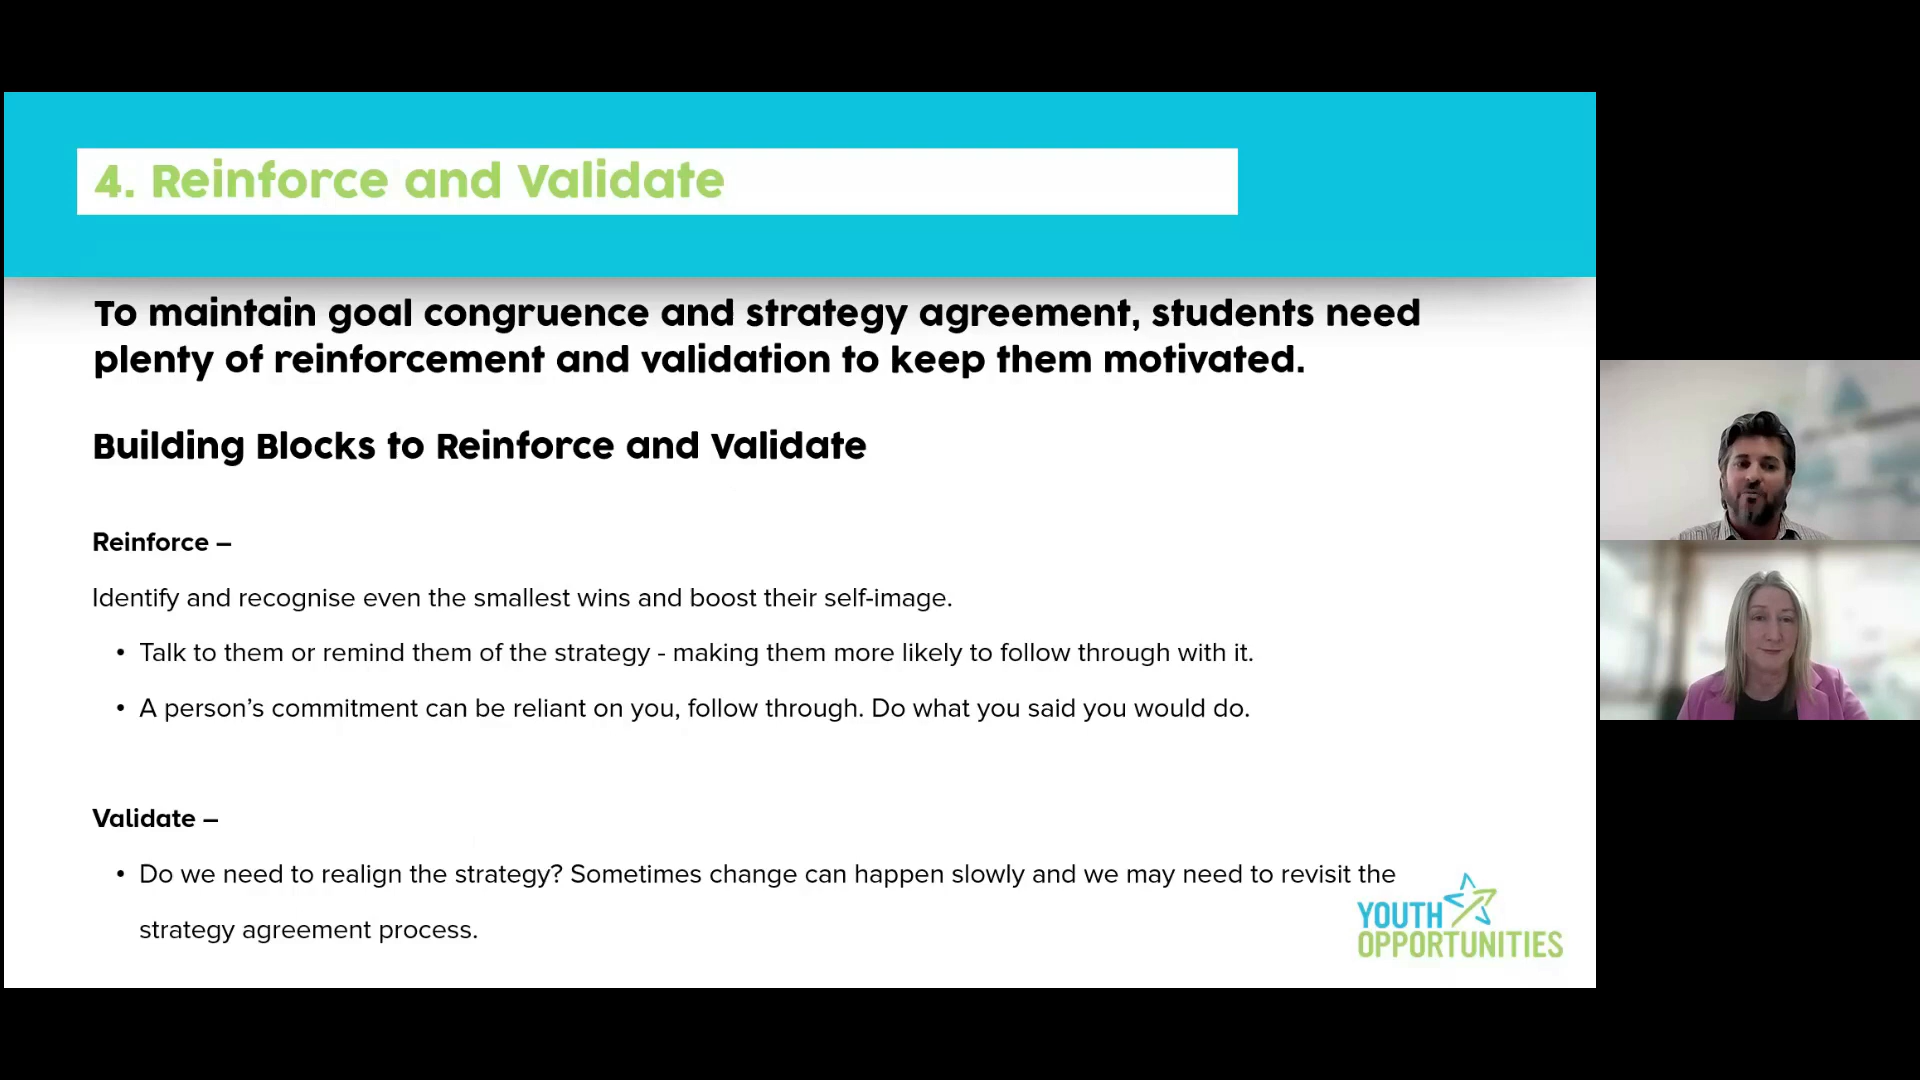 4. Reinforce and Validate
To maintain goal congruence and strategy agreement, students need
plenty of reinforcement and validation to keep them motivated.
Building Blocks to Reinforce and Validate
Reinforce –
Identify and recognise even the smallest wins and boost their self-image.
• Talk to them or remind them of the strategy - making them more likely to follow through with it.
• A person’s commitment can be reliant on you, follow through. Do what you said you would do.
Validate –
• Do we need to realign the strategy? Sometimes change can happen slowly and we may need to revisit the
strategy agreement process.
YOUTH
OPPORTUNITIES